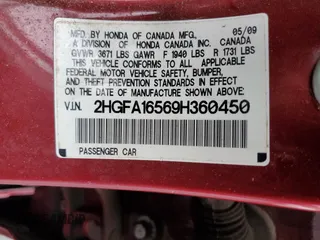 MFD. BY HONDA OF CANADA MFG., 05/09
A DIVISION OF HONDA CANADA INC. CANADA
GVWR 3671 LBS GAWR F 1940 LBS R 1731 LBS
THIS VEHICLE CONFORMS TO ALL APPLICABLE
FEDERAL MOTOR VEHICLE SAFETY, BUMPER,
AND THEFT PREVENTION STANDARDS IN EFFECT
ON THE DATE OF MANUFACTURE SHOWN ABOVE.
V.I.N. 2HGFA16569H360450
PASSENGER CAR